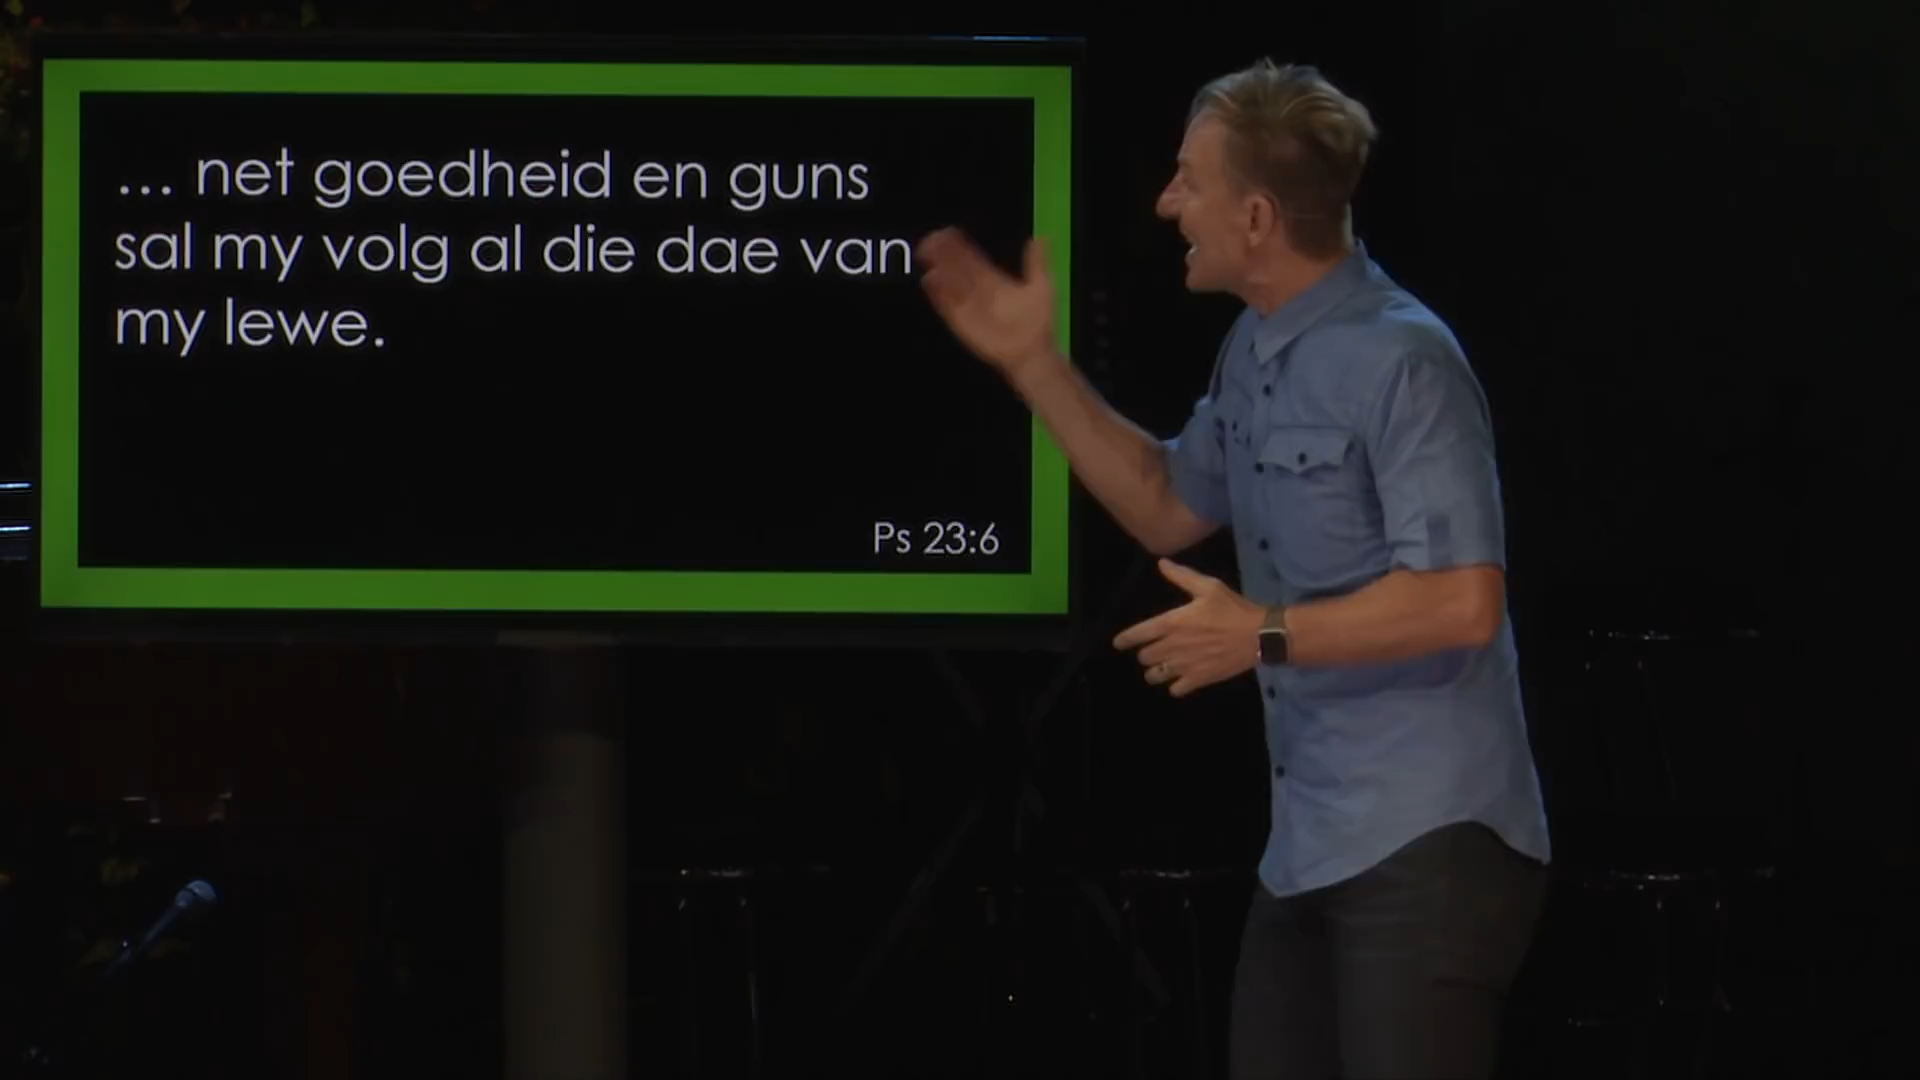 ... net goedheid en guns
sal my volg al die dae van
my lewe.
Ps 23:6